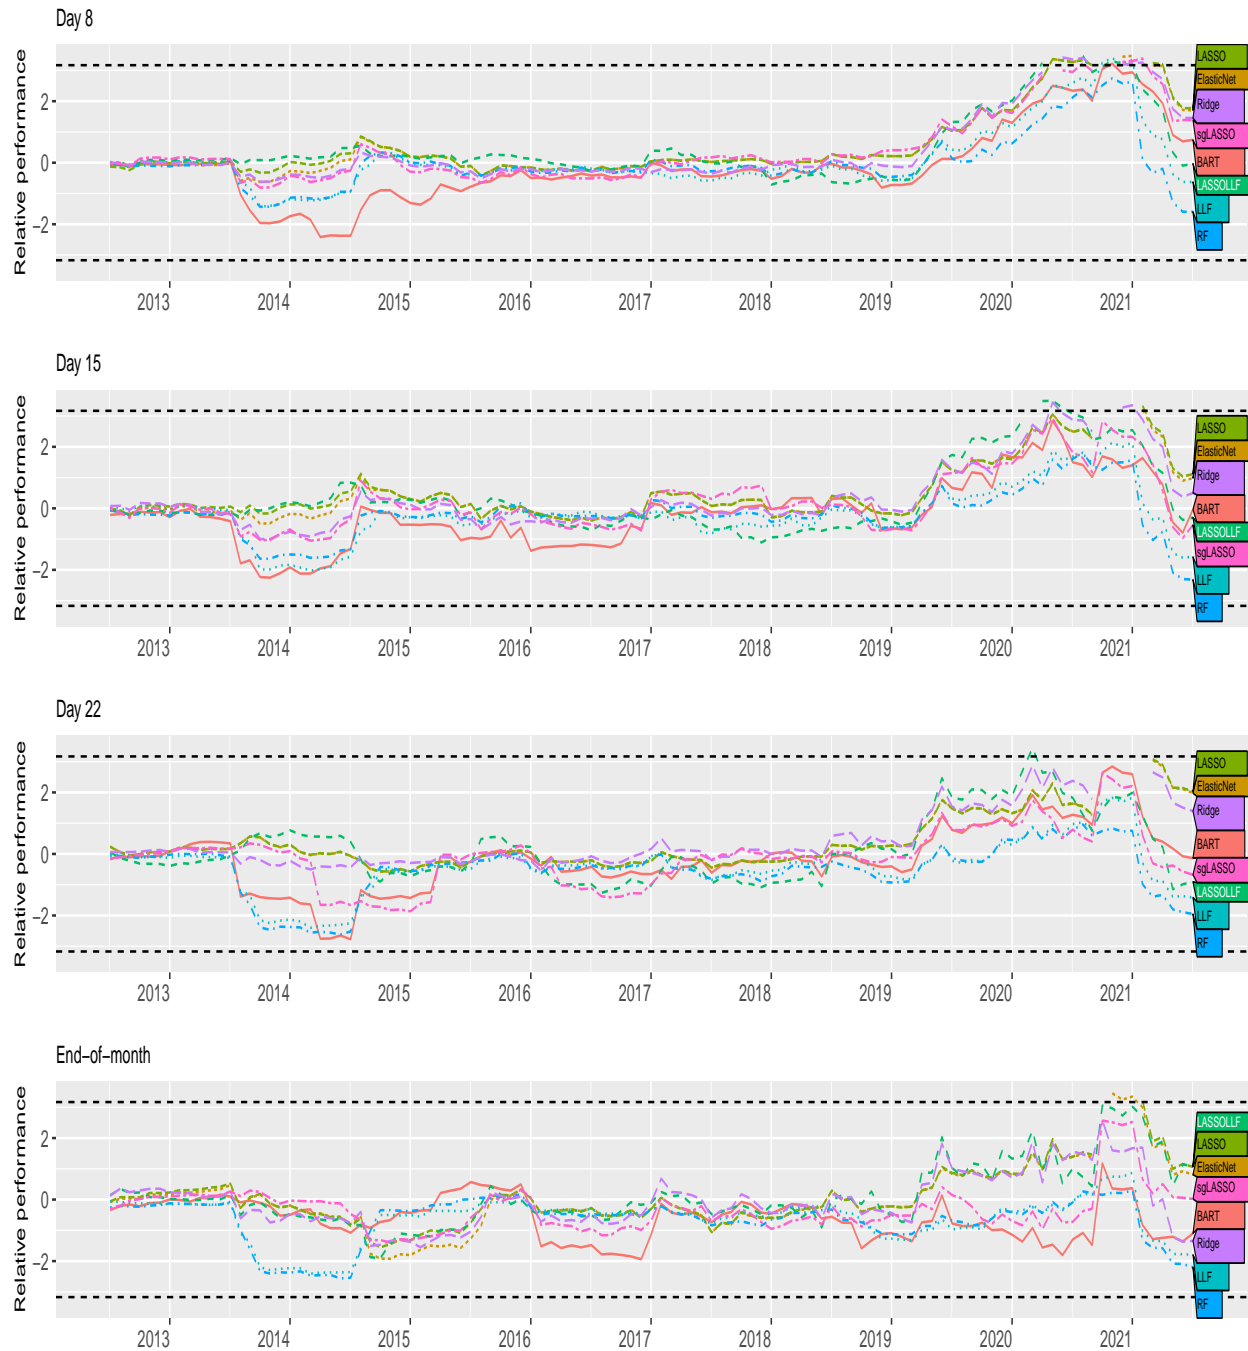 Day 8
Relative performance
2
0
−2
2013 2014 2015 2016 2017 2018 2019 2020 2021
LASSO
ElasticNet
Ridge
sgLASSO
BART
LASSOLLF
LLF
RF
Day 15
Relative performance
2
0
−2
2013 2014 2015 2016 2017 2018 2019 2020 2021
LASSO
ElasticNet
Ridge
BART
LASSOLLF
sgLASSO
LLF
RF
Day 22
Relative performance
2
0
−2
2013 2014 2015 2016 2017 2018 2019 2020 2021
LASSO
ElasticNet
Ridge
BART
sgLASSO
LASSOLLF
LLF
RF
End−of−month
Relative performance
2
0
−2
2013 2014 2015 2016 2017 2018 2019 2020 2021
LASSOLLF
LASSO
ElasticNet
sgLASSO
BART
Ridge
LLF
RF